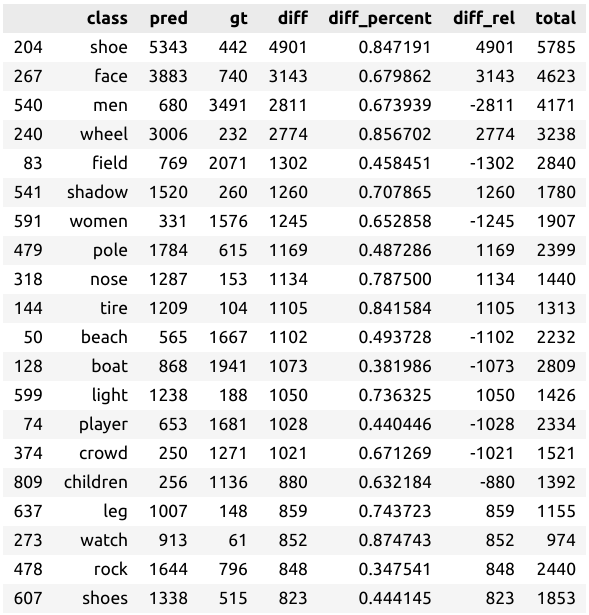 class pred gt diff diff_percent diff_rel total
204 shoe 5343 442 4901 0.847191 4901 5785
267 face 3883 740 3143 0.679862 3143 4623
540 men 680 3491 2811 0.673939 -2811 4171
240 wheel 3006 232 2774 0.856702 2774 3238
83 field 769 2071 1302 0.458451 -1302 2840
541 shadow 1520 260 1260 0.707865 1260 1780
591 women 331 1576 1245 0.652858 -1245 1907
479 pole 1784 615 1169 0.487286 1169 2399
318 nose 1287 153 1134 0.787500 1134 1440
144 tire 1209 104 1105 0.841584 1105 1313
50 beach 565 1667 1102 0.493728 -1102 2232
128 boat 868 1941 1073 0.381986 -1073 2809
599 light 1238 188 1050 0.736325 1050 1426
74 player 653 1681 1028 0.440446 -1028 2334
374 crowd 250 1271 1021 0.671269 -1021 1521
809 children 256 1136 880 0.632184 -880 1392
637 leg 1007 148 859 0.743723 859 1155
273 watch 913 61 852 0.874743 852 974
478 rock 1644 796 848 0.347541 848 2440
607 shoes 1338 515 823 0.444145 823 1853